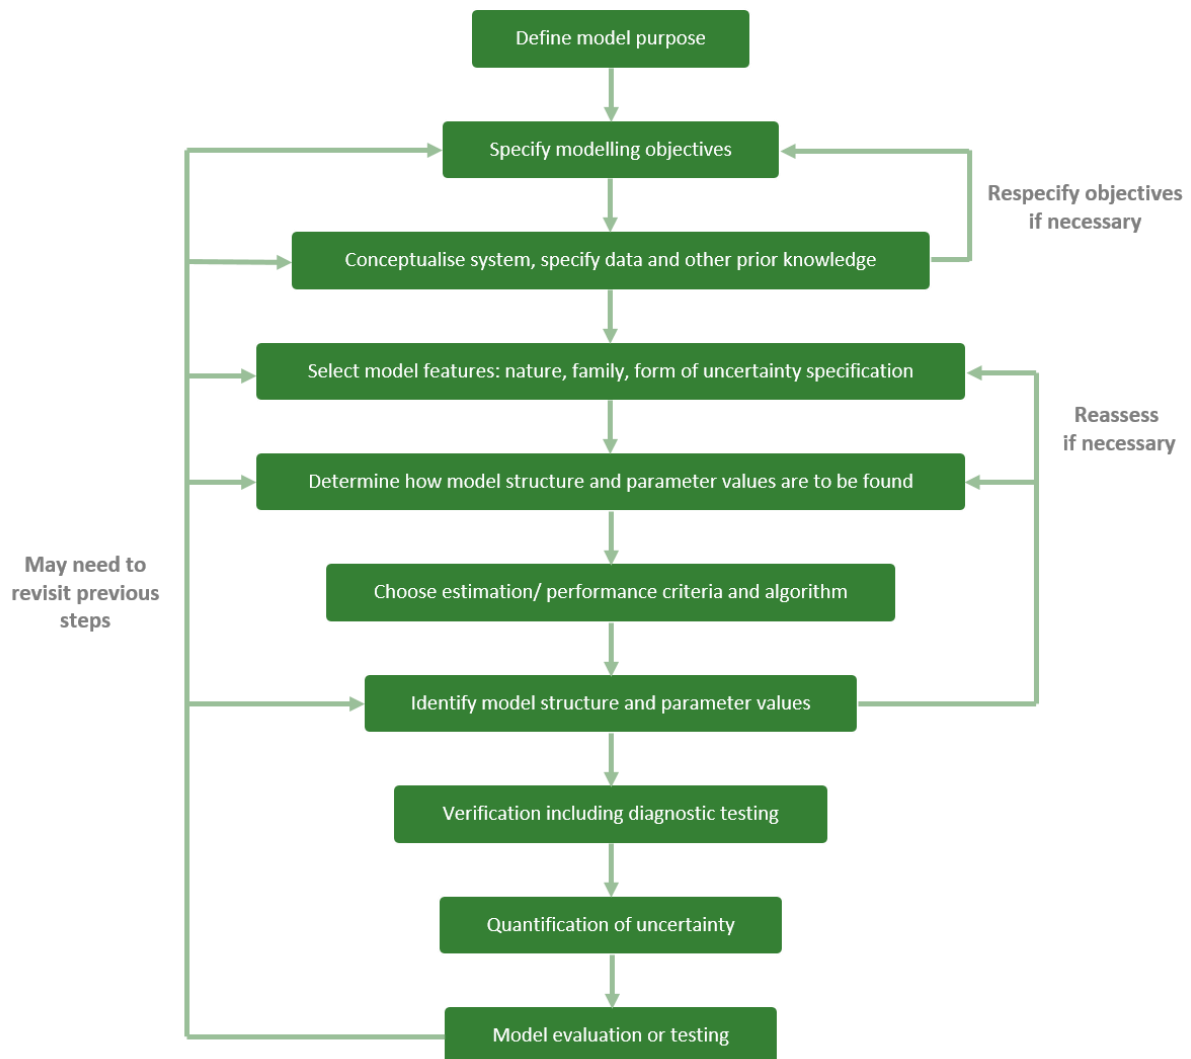 Define model purpose
Specify modelling objectives
Respecify objectives
if necessary
Conceptualise system, specify data and other prior knowledge
Select model features: nature, family, form of uncertainty specification
Reassess
if necessary
Determine how model structure and parameter values are to be found
May need to
revisit previous
steps
Choose estimation/ performance criteria and algorithm
Identify model structure and parameter values
Verification including diagnostic testing
Quantification of uncertainty
Model evaluation or testing